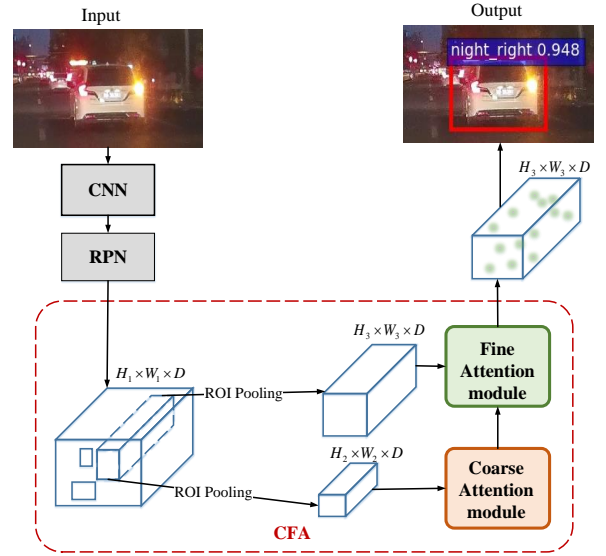 Input
Output
night_right 0.948
CNN
RPN
H₃ × W₃ × D
H₁ × W₁ × D
ROI Pooling
H₃ × W₃ × D
Fine
Attention
module
ROI Pooling
H₂ × W₂ × D
Coarse
Attention
module
CFA